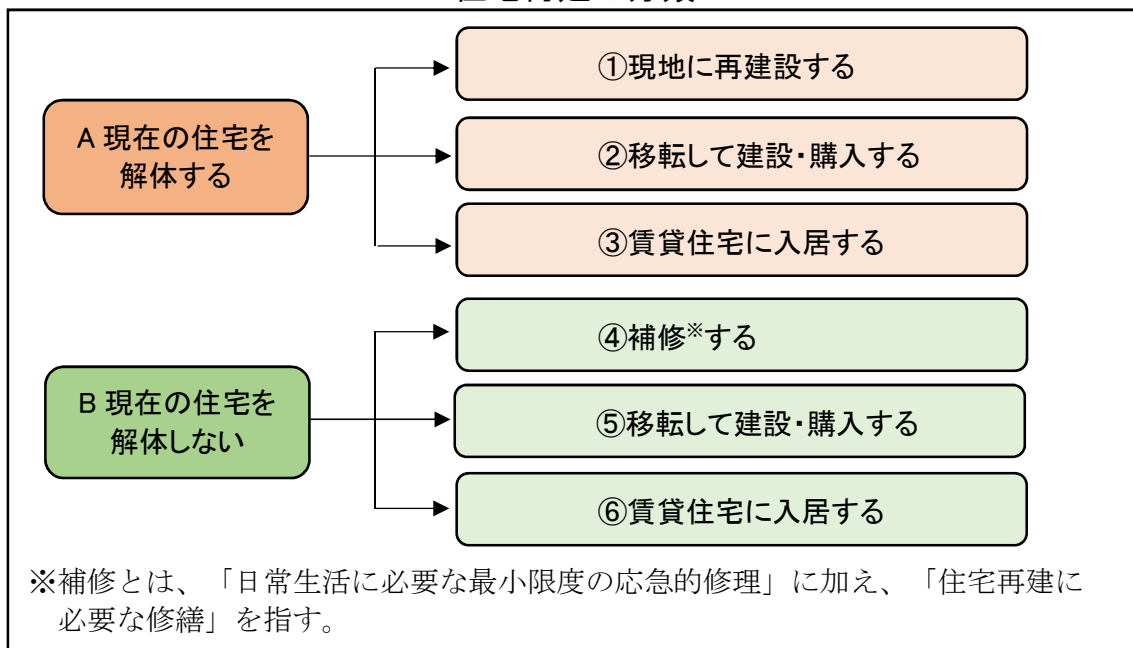 A 現在の住宅を
解体する
①現地に再建設する
②移転して建設・購入する
③賃貸住宅に入居する
B 現在の住宅を
解体しない
④補修※する
⑤移転して建設・購入する
⑥賃貸住宅に入居する
※補修とは、「日常生活に必要な最小限度の応急的修理」に加え、「住宅再建に
必要な修繕」を指す。